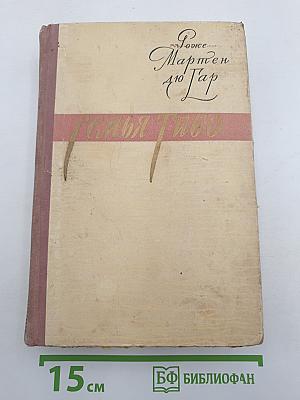 Роже
Мартен
дю Гар
Семья Тибо
15 см
БФ БИБЛИОФАН